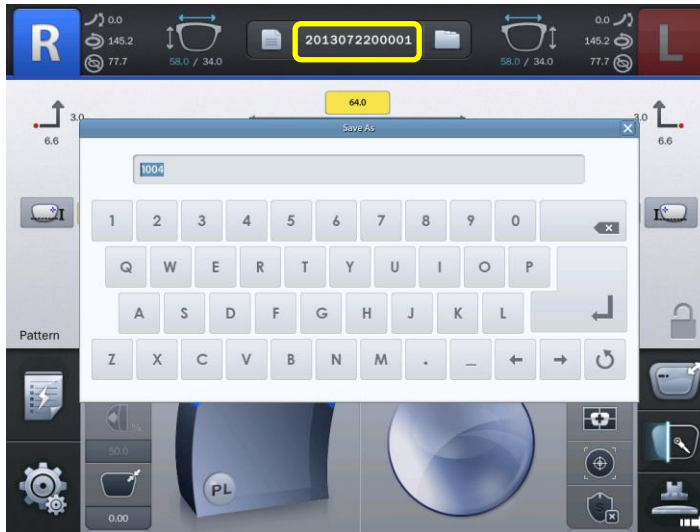 R
0.0
145.2
77.7
58.0 / 34.0
2013072200001
58.0 / 34.0
0.0
145.2
77.7
L
3.0
6.6
64.0
3.0
6.6
Save As
1004
1 2 3 4 5 6 7 8 9 0
Q W E R T Y U I O P
A S D F G H J K L
Z X C V B N M . _
Pattern
%
50.0
0.00
PL
S